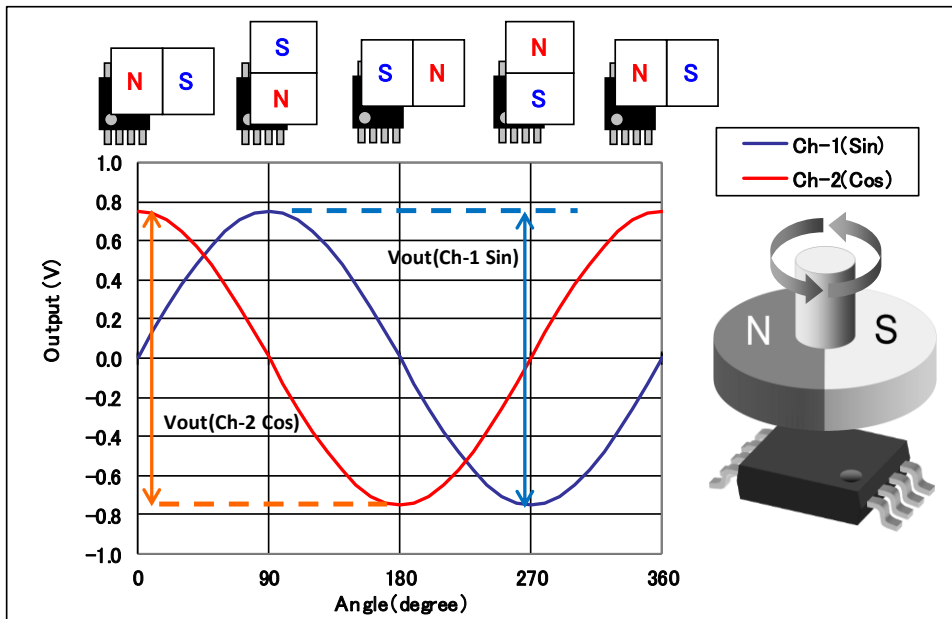 S
N
N S
N
S N
S
N S
N
S
1.0
0.8
0.6
0.4
0.2
0.0
-0.2
-0.4
-0.6
-0.8
-1.0
Output (V)
Vout(Ch-1 Sin)
Vout(Ch-2 Cos)
0 90 180 270 360
Angle(degree)
Ch-1(Sin)
Ch-2(Cos)
N S